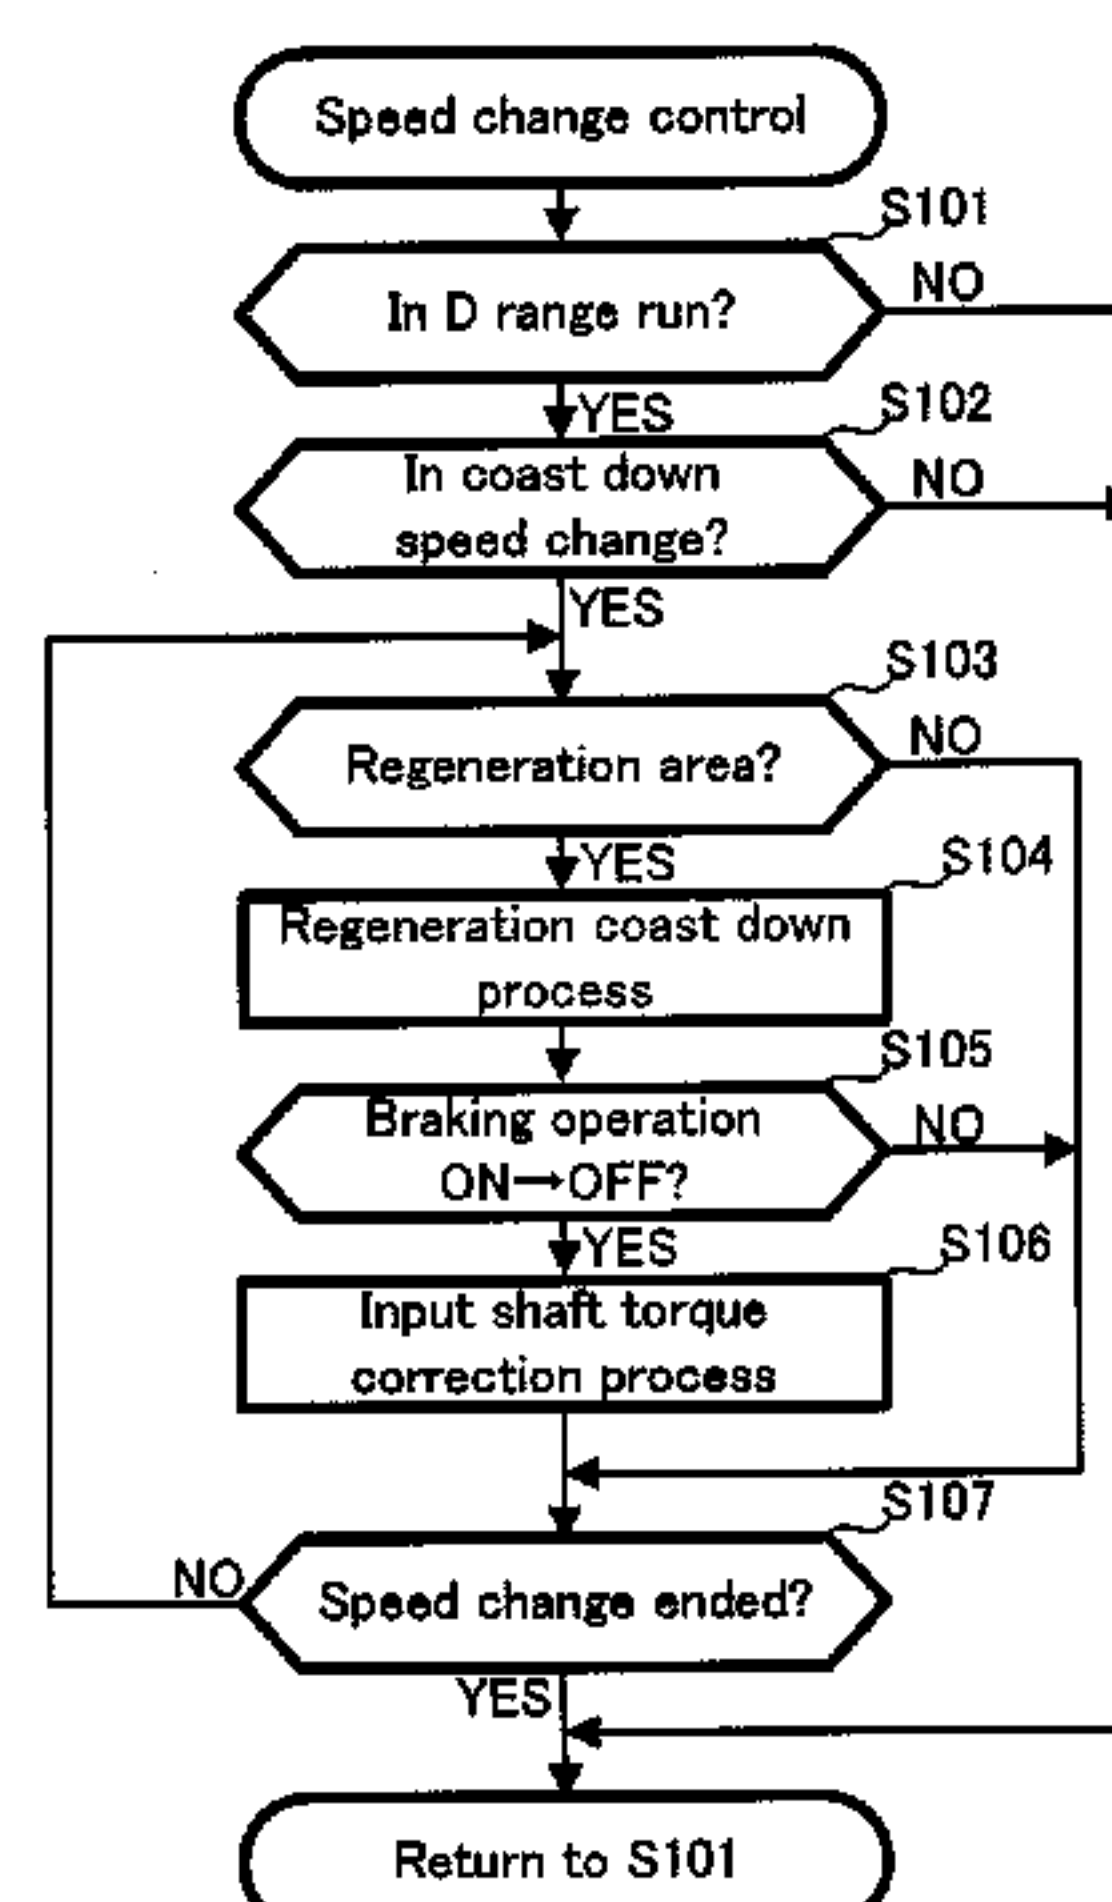 Speed change control
S101
In D range run?
NO
YES
S102
In coast down
speed change?
NO
YES
S103
Regeneration area?
NO
YES
S104
Regeneration coast down
process
S105
Braking operation
ON→OFF?
NO
YES
S106
Input shaft torque
correction process
S107
Speed change ended?
NO
YES
Return to S101